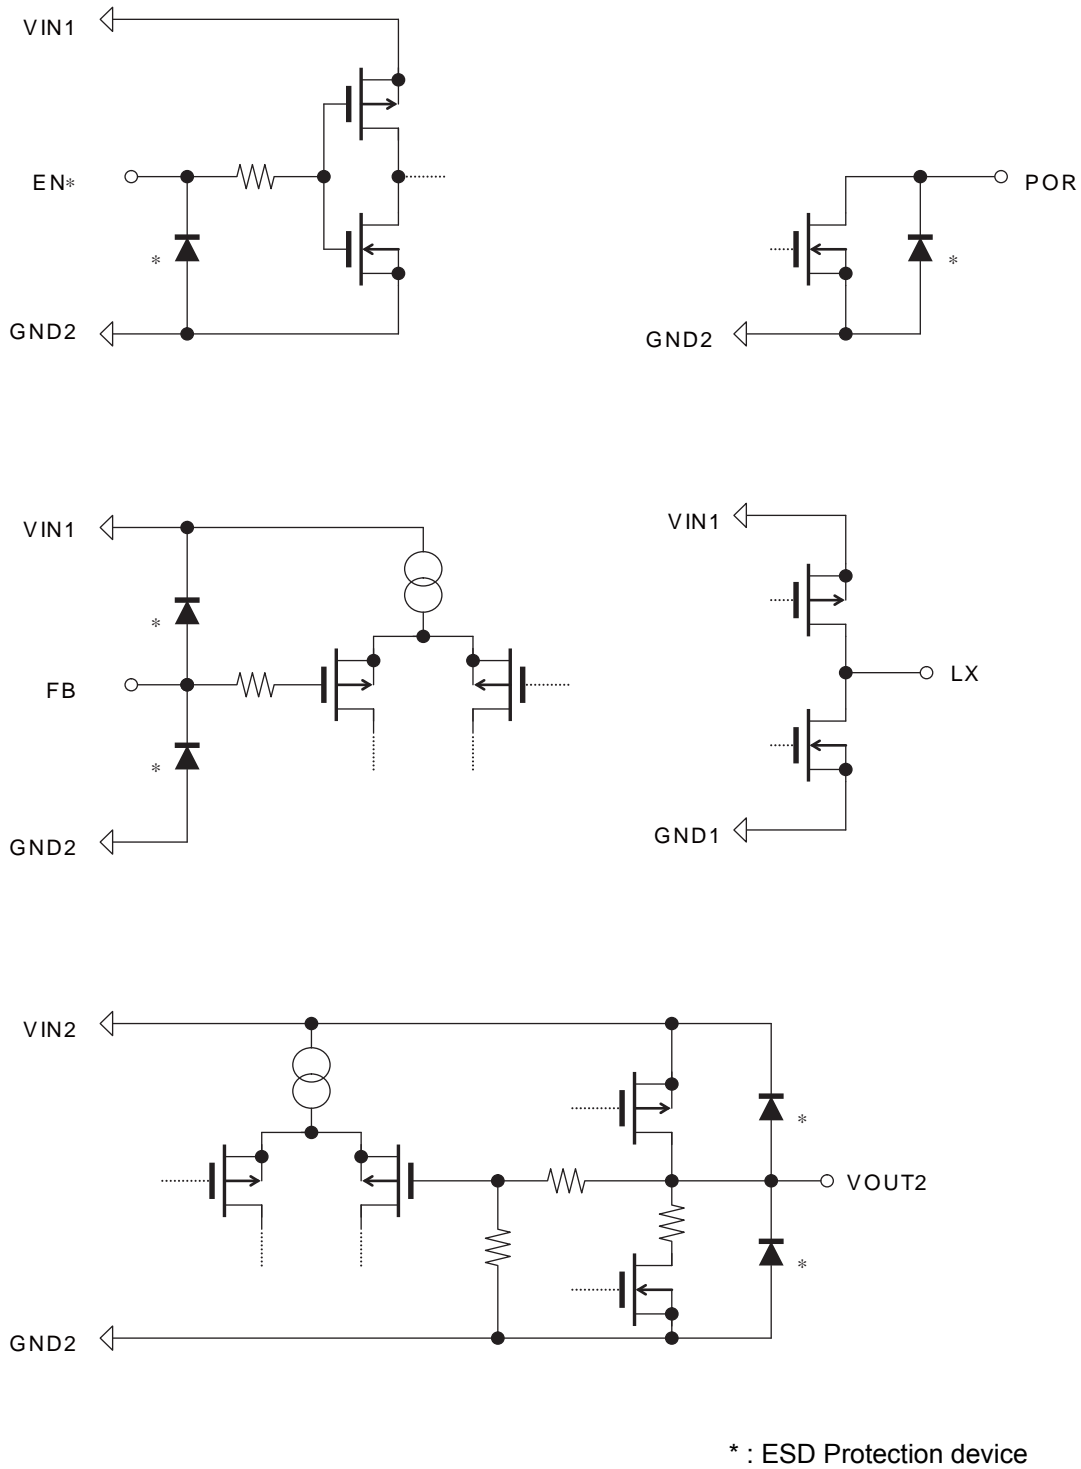 VIN1
EN*
*
GND2
POR
*
GND2
VIN1
*
FB
*
GND2
VIN1
LX
GND1
VIN2
*
VOUT2
*
GND2
* : ESD Protection device